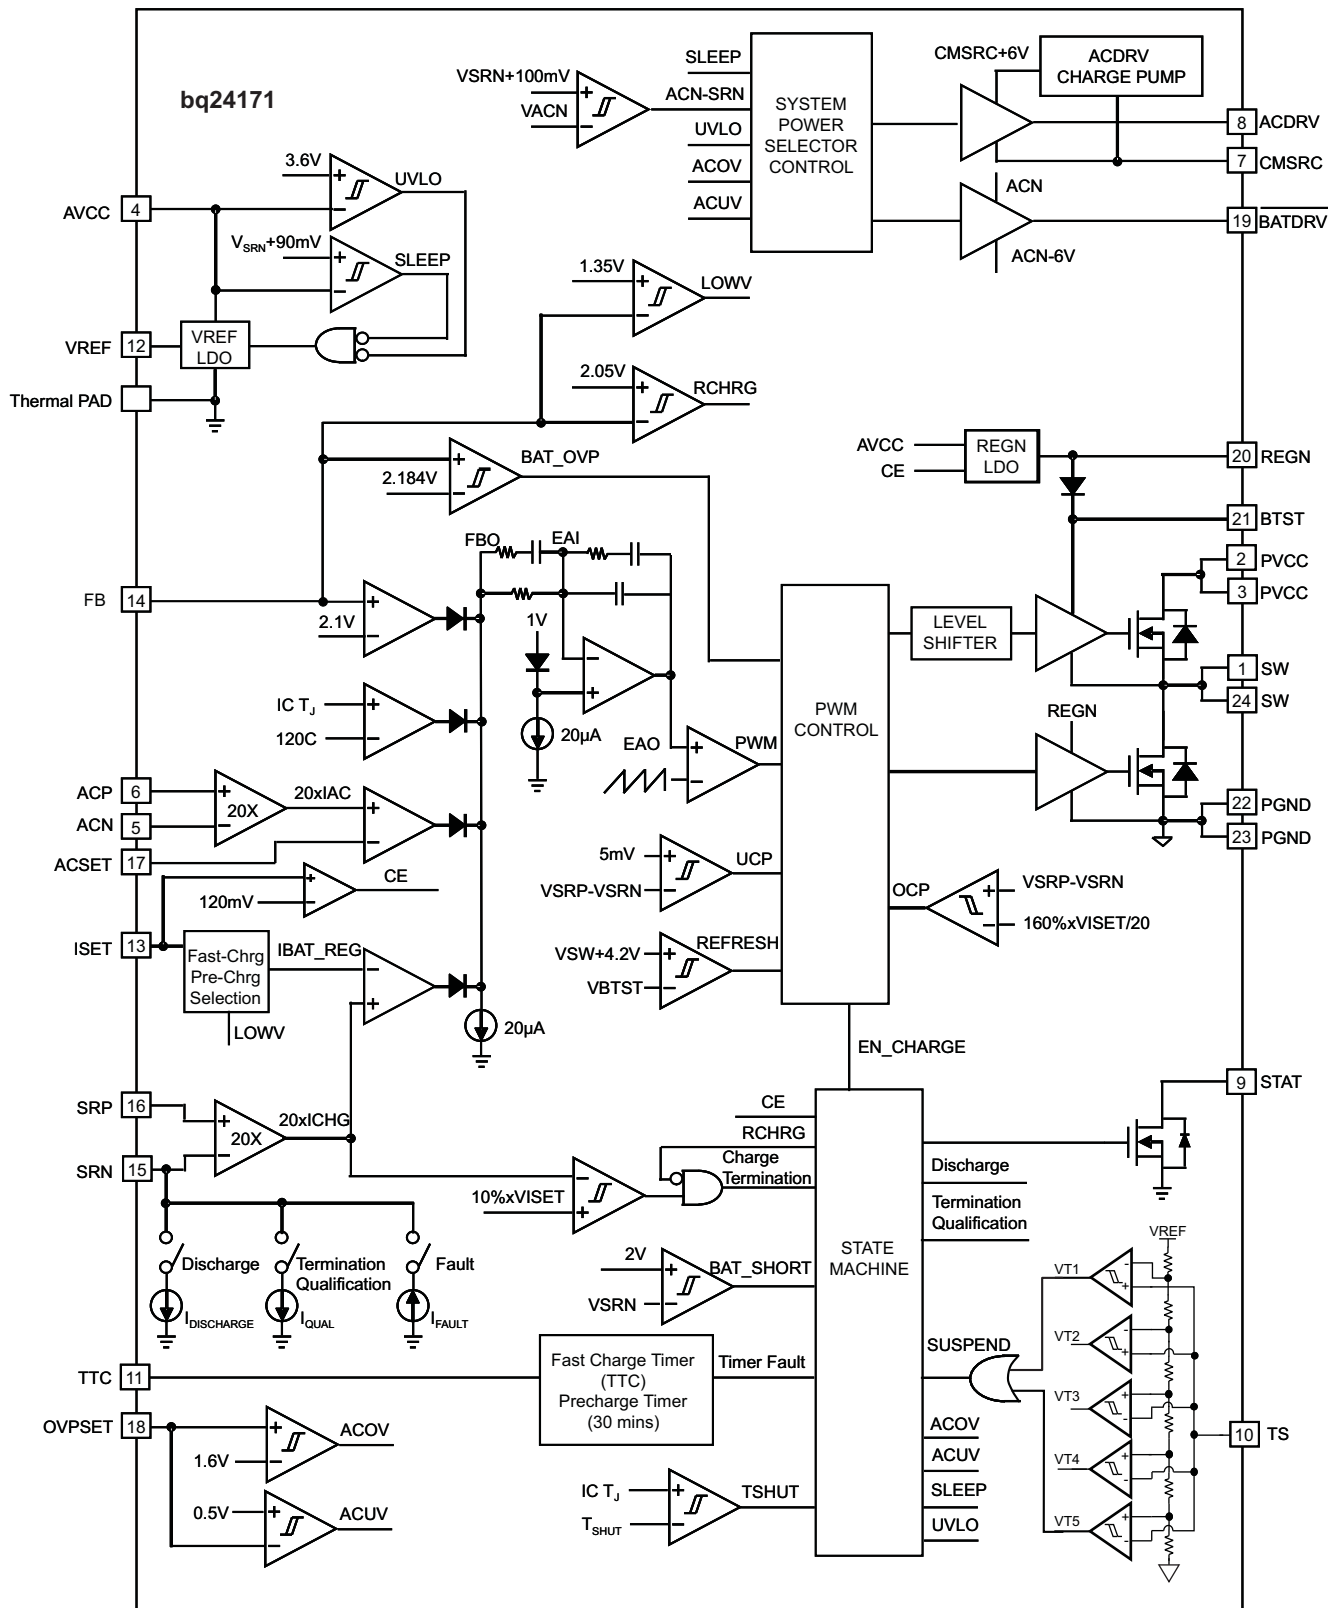 bq24171
VSRN+100mV
VACN
SLEEP
ACN-SRN
UVLO
ACOV
ACUV
SYSTEM
POWER
SELECTOR
CONTROL
CMSRC+6V
ACDRV
CHARGE PUMP
8
ACDRV
7
CMSRC
ACN
19
BATDRV
ACN-6V
3.6V
UVLO
AVCC
4
VSRN+90mV
SLEEP
VREF
12
VREF
LDO
Thermal PAD
1.35V
LOWV
2.05V
RCHRG
BAT_OVP
2.184V
AVCC
CE
REGN
LDO
20
REGN
21
BTST
2
PVCC
3
PVCC
FBO
EAI
FB
14
2.1V
1V
20µA
IC TJ
120C
EAO
PWM
PWM
CONTROL
LEVEL
SHIFTER
1
SW
24
SW
REGN
22
PGND
23
PGND
ACP
6
ACN
5
20X
20xIAC
ACSET
17
CE
120mV
ISET
13
Fast-Chrg
Pre-Chrg
Selection
IBAT_REG
LOWV
20µA
5mV
UCP
VSRP-VSRN
OCP
VSRP-VSRN
160%xVISET/20
VSW+4.2V
REFRESH
VBTST
EN_CHARGE
SRP
16
SRN
15
20X
20xICHG
CE
RCHRG
Charge
Termination
10%xVISET
STATE
MACHINE
Discharge
Termination
Qualification
9
STAT
Discharge
Termination
Qualification
Fault
IDISCHARGE
IQUAL
IFAULT
2V
BAT_SHORT
VSRN
TTC
11
Fast Charge Timer
(TTC)
Precharge Timer
(30 mins)
Timer Fault
SUSPEND
VREF
VT1
VT2
VT3
VT4
VT5
10
TS
OVPSET
18
ACOV
1.6V
0.5V
ACUV
IC TJ
TSHUT
TSHUT
ACOV
ACUV
SLEEP
UVLO